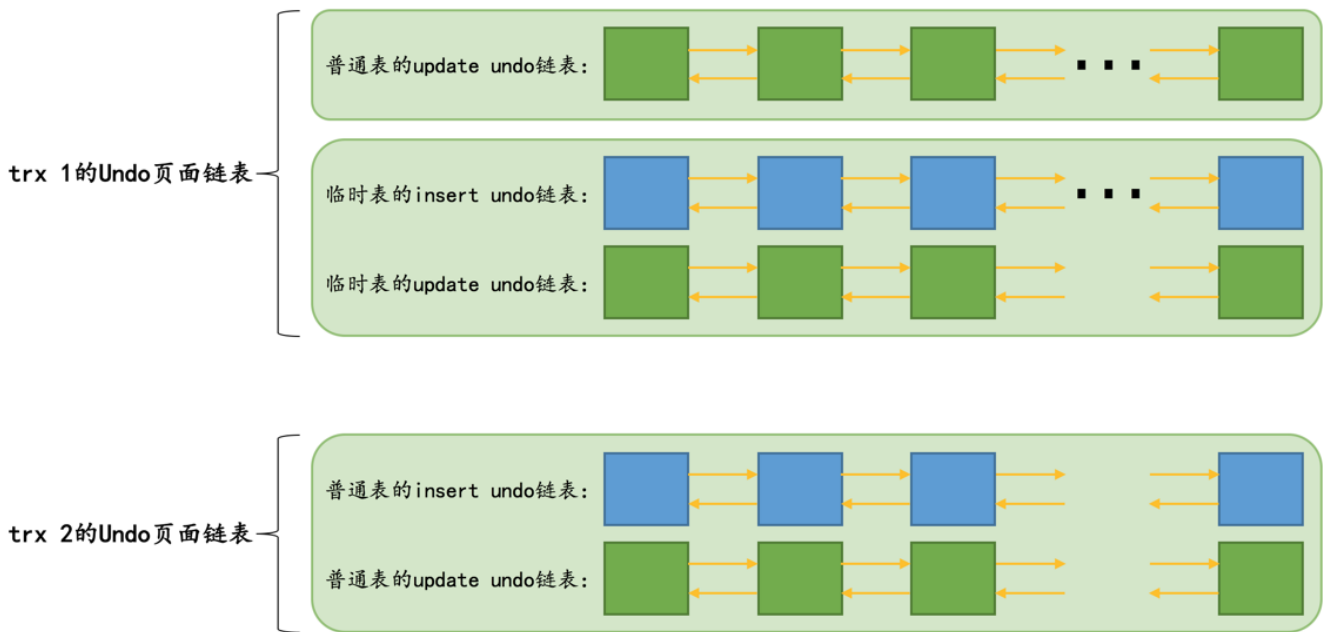 普通表的update undo链表:
trx 1的Undo页面链表
临时表的insert undo链表:
临时表的update undo链表:
普通表的insert undo链表:
trx 2的Undo页面链表
普通表的update undo链表: